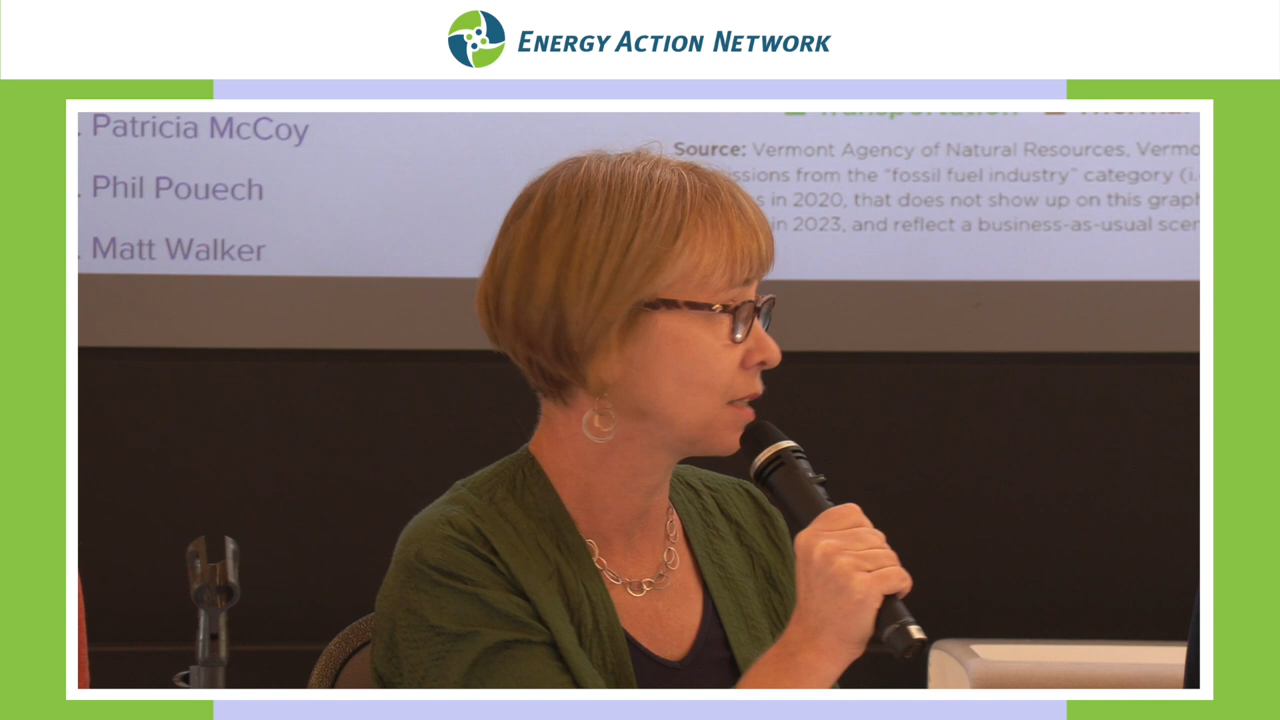 ENERGY ACTION NETWORK
. Patricia McCoy
. Phil Pouech
. Matt Walker
Transportation Thermal
Source: Vermont Agency of Natural Resources, Vermo
issions from the "fossil fuel industry" category (i.
s in 2020, that does not show up on this graph
in 2023, and reflect a business-as-usual scen